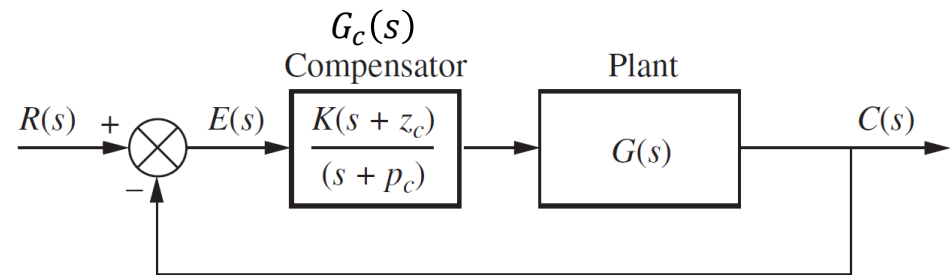 G_c(s)
Compensator
Plant
R(s) + E(s) K(s + z_c) C(s)
(s + p_c)
G(s)
−